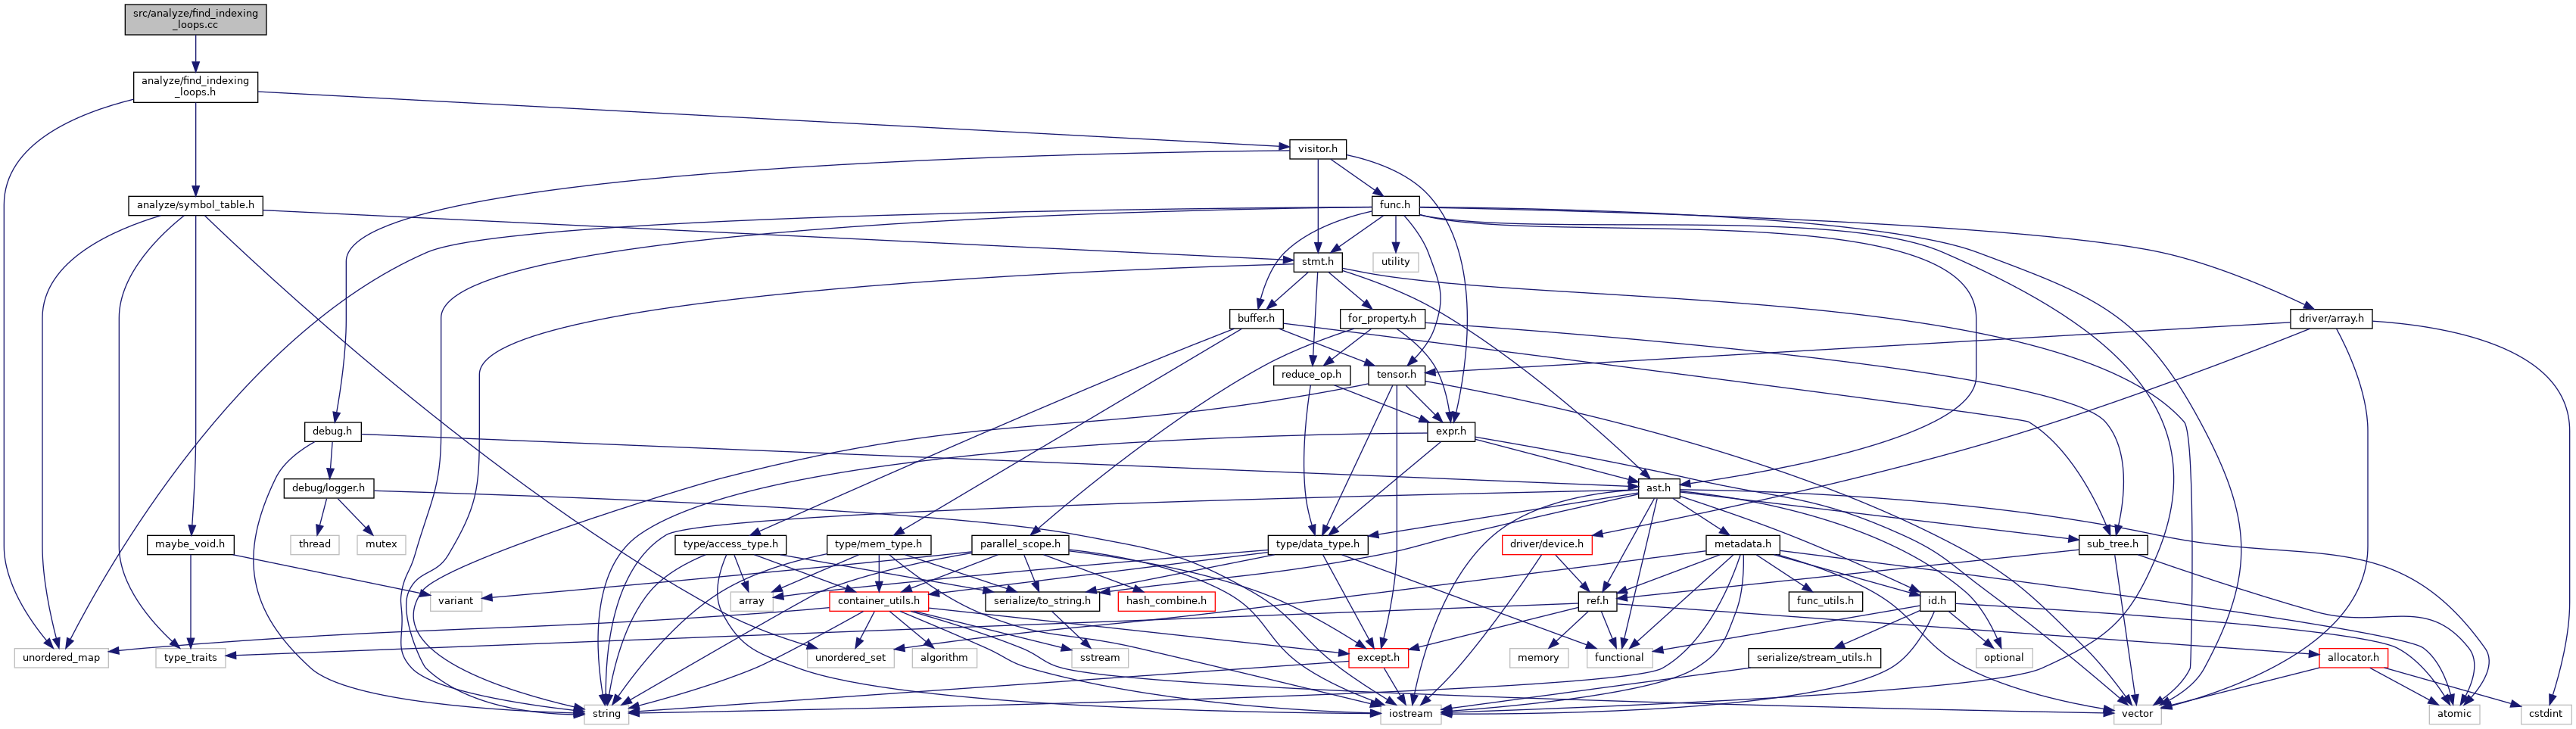 src/analyze/find_indexing
_loops.cc
analyze/find_indexing
_loops.h
visitor.h
analyze/symbol_table.h
func.h
stmt.h
utility
buffer.h
for_property.h
driver/array.h
reduce_op.h
tensor.h
debug.h
expr.h
debug/logger.h
ast.h
maybe_void.h
thread
mutex
type/access_type.h
type/mem_type.h
parallel_scope.h
type/data_type.h
driver/device.h
metadata.h
sub_tree.h
variant
array
container_utils.h
serialize/to_string.h
hash_combine.h
ref.h
func_utils.h
id.h
unordered_map
type_traits
unordered_set
algorithm
sstream
except.h
memory
functional
serialize/stream_utils.h
optional
allocator.h
string
iostream
vector
atomic
cstdint